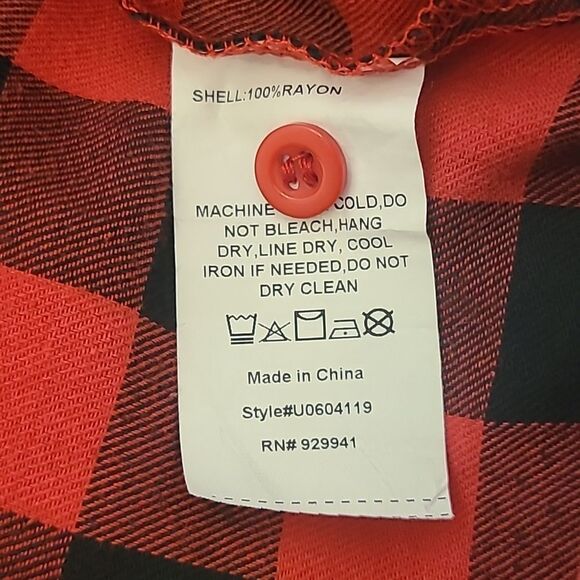 SHELL:100%RAYON
MACHINE COLD,DO
NOT BLEACH,HANG
DRY,LINE DRY, COOL
IRON IF NEEDED,DO NOT
DRY CLEAN
Made in China
Style#U0604119
RN# 929941